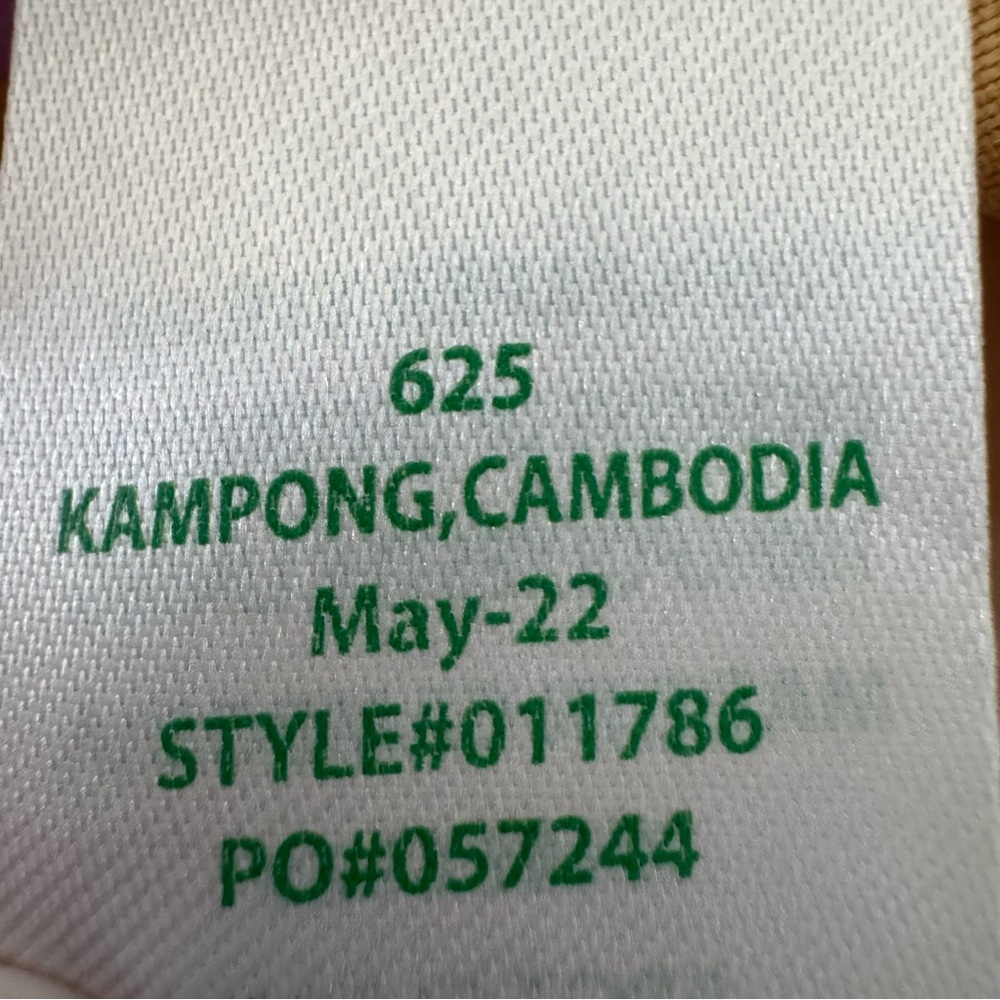 625
KAMPONG,CAMBODIA
May-22
STYLE#011786
PO#057244